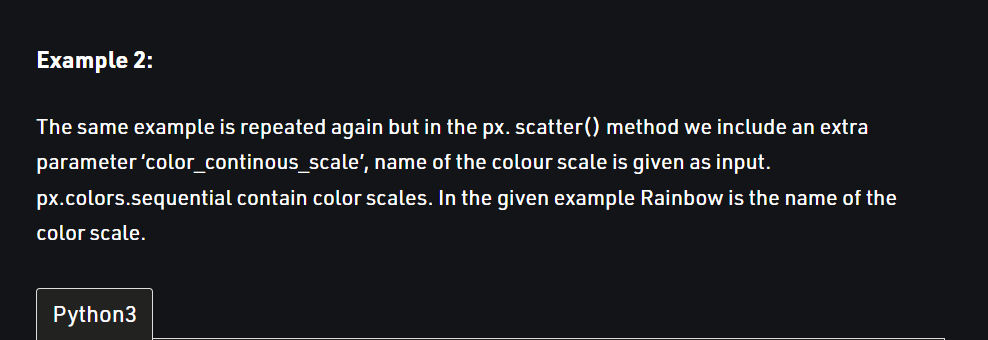 Example 2:
The same example is repeated again but in the px. scatter() method we include an extra
parameter ‘color_continous_scale’, name of the colour scale is given as input.
px.colors.sequential contain color scales. In the given example Rainbow is the name of the
color scale.
Python3